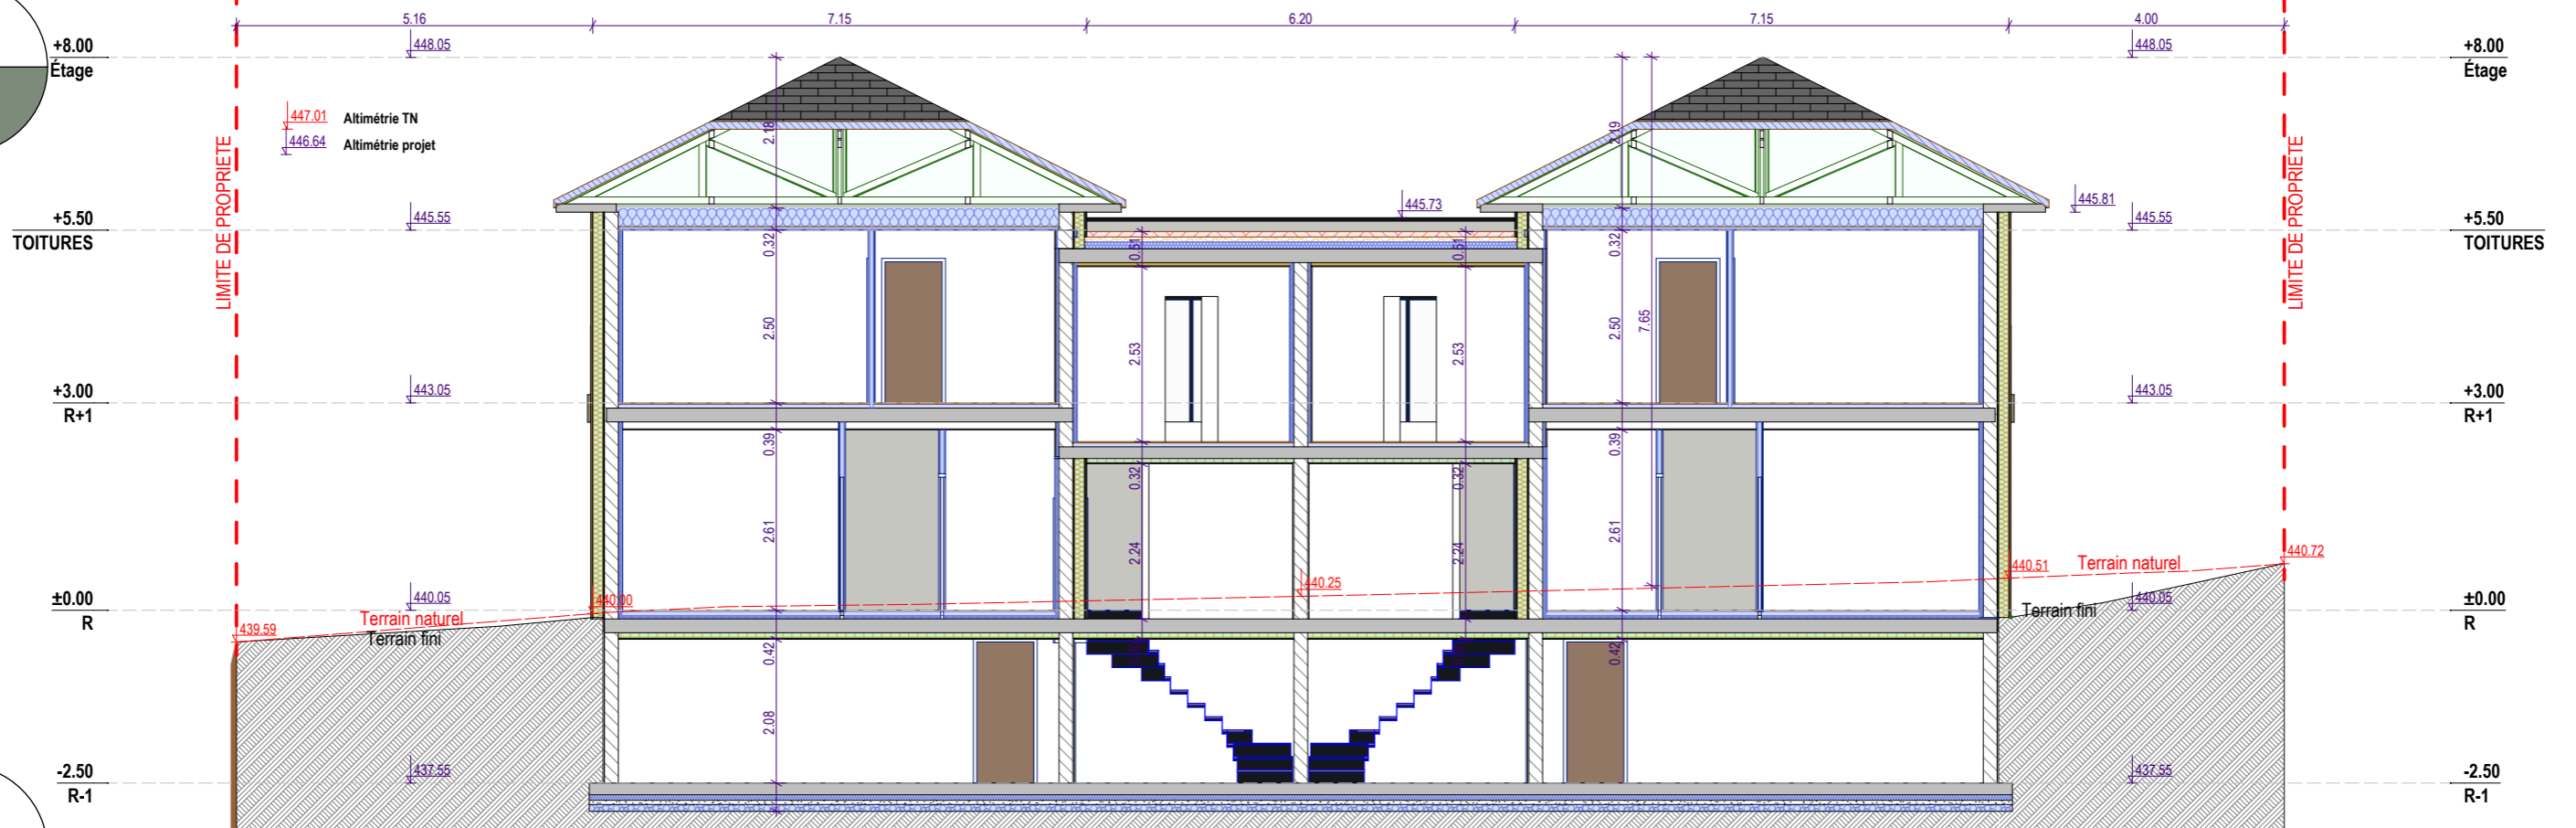 5.16 7.15 6.20 7.15 4.00
+8.00 448.05 448.05 +8.00
Étage Étage
447.01 Altimétrie TN
446.64 Altimétrie projet
LIMITE DE PROPRIETE
LIMITE DE PROPRIETE
2.18 2.19
445.73 445.81
+5.50 445.55 445.55 +5.50
TOITURES TOITURES
0.32 0.51 0.51 0.32
2.50 2.53 2.53 2.50 7.65
+3.00 443.05 443.05 +3.00
R+1 R+1
0.39 0.32 0.32 0.39
2.61 2.24 2.24 2.61
440.72
440.51 Terrain naturel
440.25
±0.00 440.05 440.00 440.05 ±0.00
R R
Terrain naturel Terrain fini
439.59 Terrain fini
0.42 0.42
2.08
-2.50 437.55 437.55 -2.50
R-1 R-1